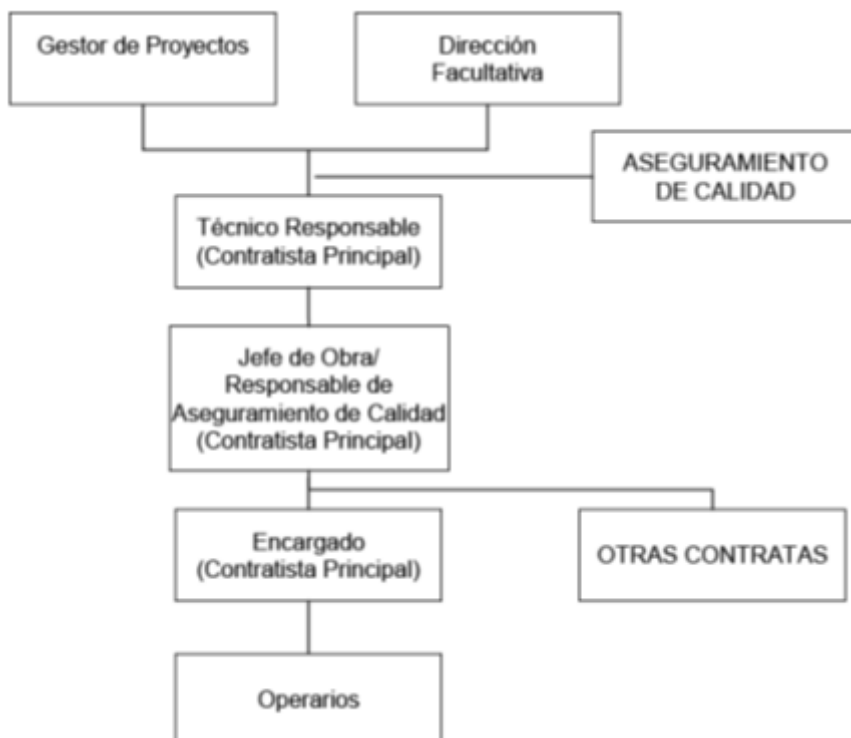 Gestor de Proyectos
Dirección
Facultativa
ASEGURAMIENTO
DE CALIDAD
Técnico Responsable
(Contratista Principal)
Jefe de Obra/
Responsable de
Aseguramiento de Calidad
(Contratista Principal)
Encargado
(Contratista Principal)
OTRAS CONTRATAS
Operarios